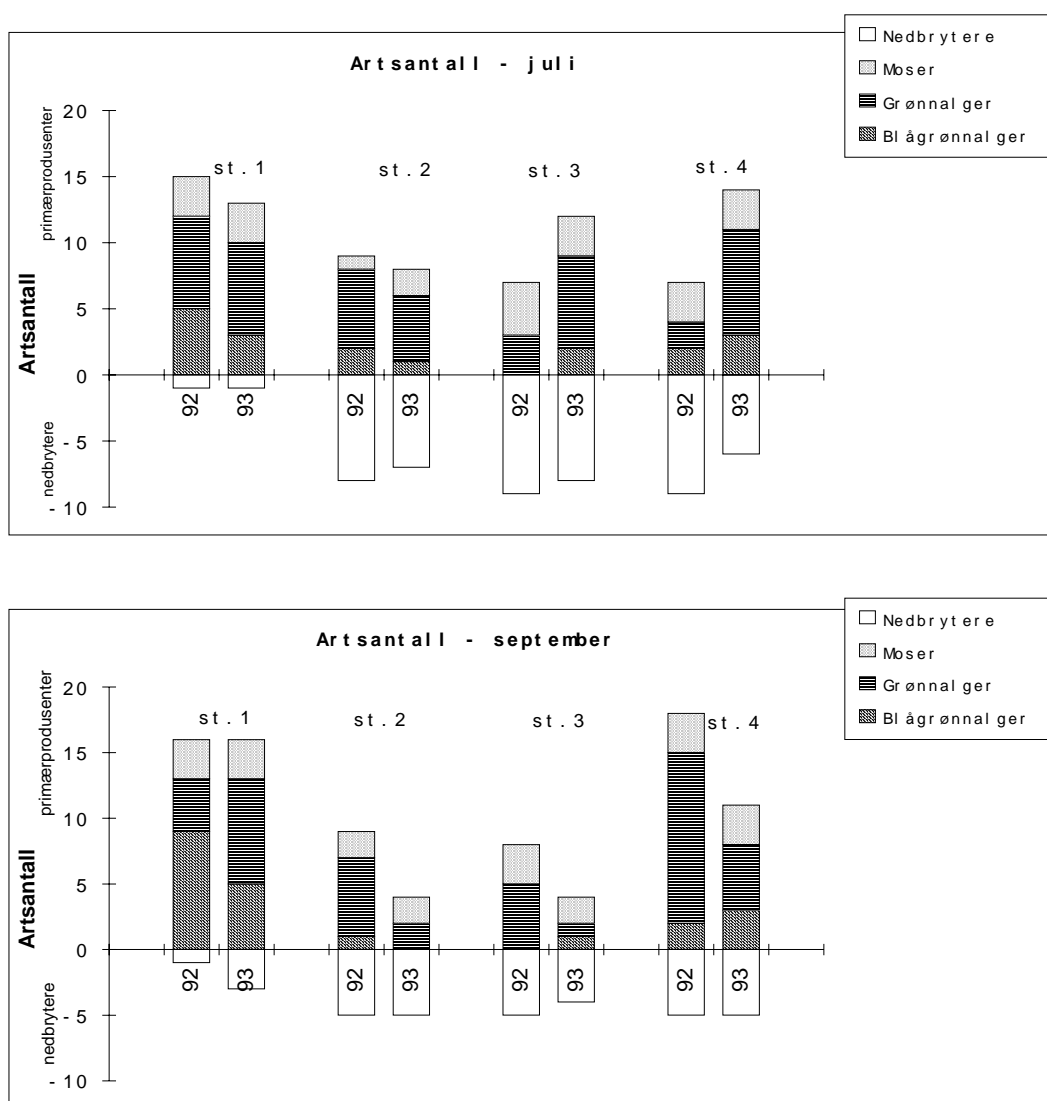 Nedbrytere
Moser
Grønnalger
Blågrønnalger
Artsantall - juli
Artsantall
primærprodusenter
nedbrytere
20
15
10
5
0
- 5
- 10
st. 1
st. 2
st. 3
st. 4
92 93 92 93 92 93 92 93
Nedbrytere
Moser
Grønnalger
Blågrønnalger
Artsantall - september
Artsantall
primærprodusenter
nedbrytere
20
15
10
5
0
- 5
- 10
st. 1
st. 2
st. 3
st. 4
92 93 92 93 92 93 92 93